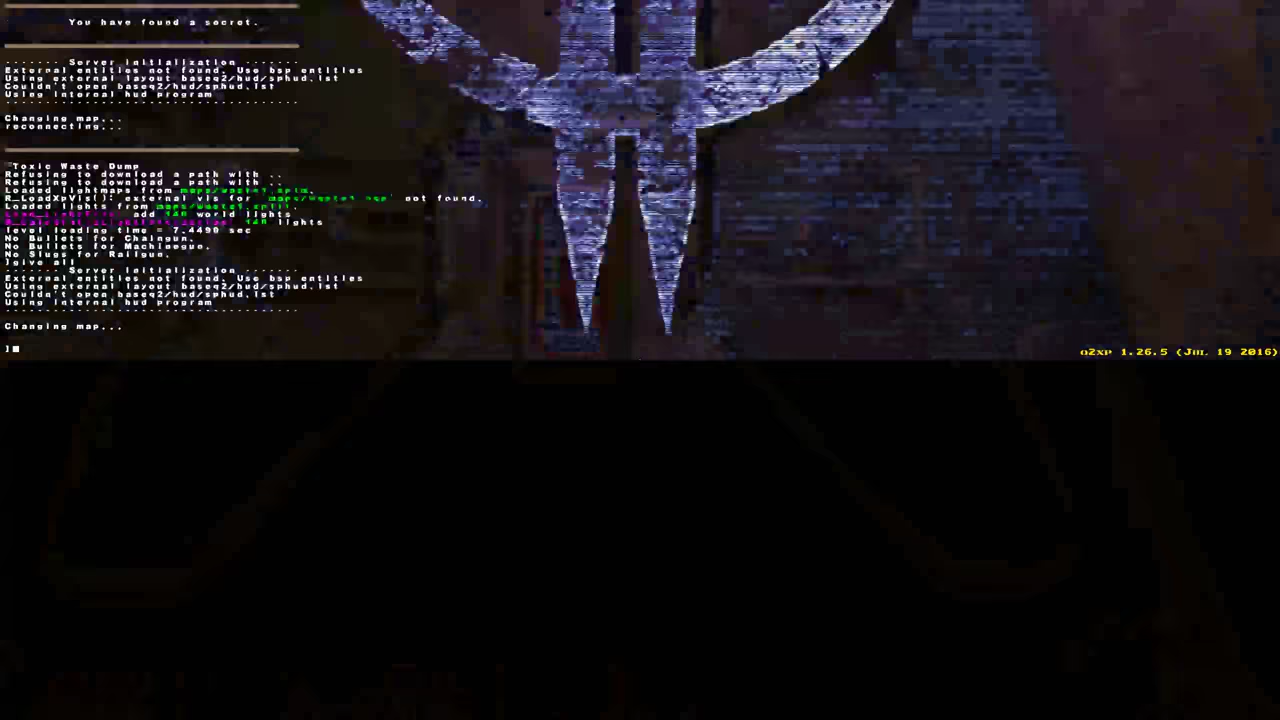 You have found a secret.
------- Server Initialization -------
External entities not found. Use bsp entities
Using external layout baseq2/hud/sphud.lst
Couldn't open baseq2/hud/sphud.lst
Using internal hud program
-------------------------------------
Changing map...
reconnecting...
Toxic Waste Dump
Refusing to download a path with ..
Refusing to download a path with ..
Loaded lightmaps from
R_LoadXpVis(): external vis for not found.
Loaded lights from
add world lights
lights
level loading time = 7.4490 sec
No Bullets for Chaingun.
No Bullets for Machinegun.
No Slugs for Railgun.
]give all
------- Server Initialization -------
External entities not found. Use bsp entities
Using external layout baseq2/hud/sphud.lst
Couldn't open baseq2/hud/sphud.lst
Using internal hud program
-------------------------------------
Changing map...
]
q2xp 1.26.5 (Jul 19 2016)